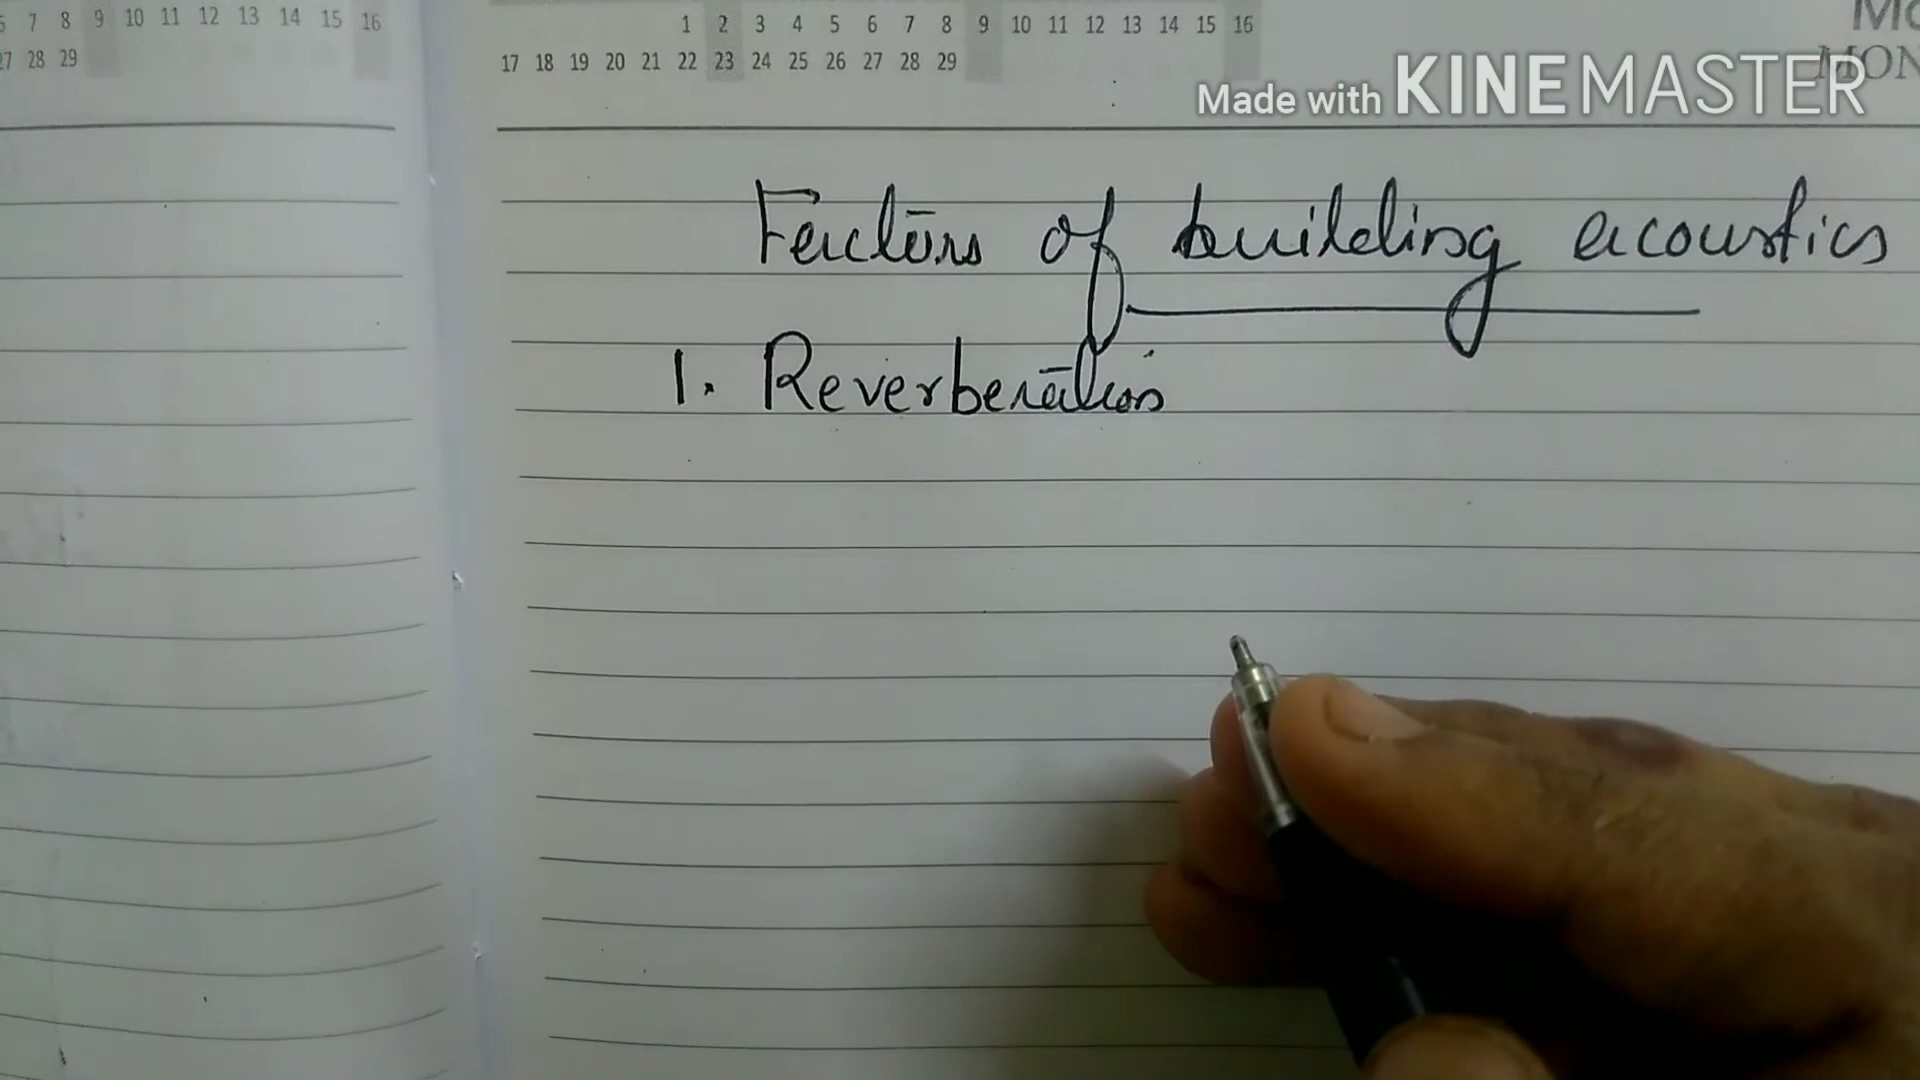 7 8 9 10 11 12 13 14 15 16
27 28 29
1 2 3 4 5 6 7 8 9 10 11 12 13 14 15 16
17 18 19 20 21 22 23 24 25 26 27 28 29
Made with KINEMASTER
Factors of building acoustics
1. Reverberation